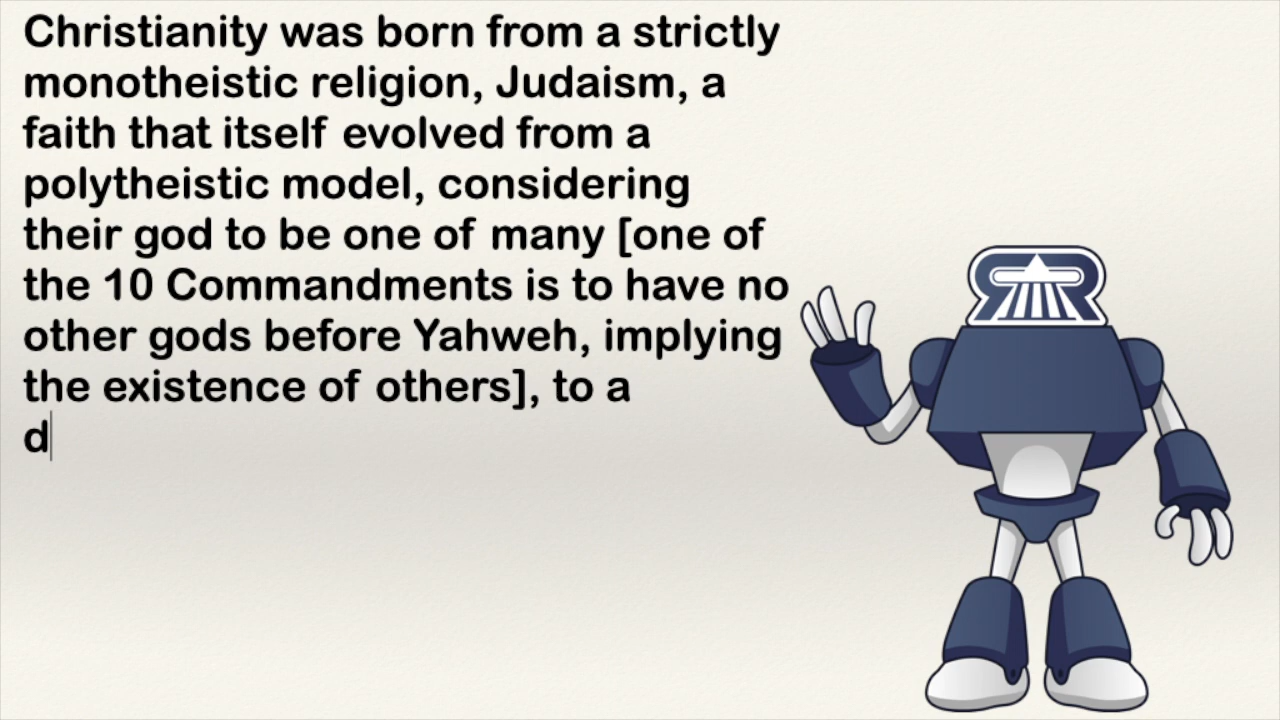 Christianity was born from a strictly
monotheistic religion, Judaism, a
faith that itself evolved from a
polytheistic model, considering
their god to be one of many [one of
the 10 Commandments is to have no
other gods before Yahweh, implying
the existence of others], to a
d